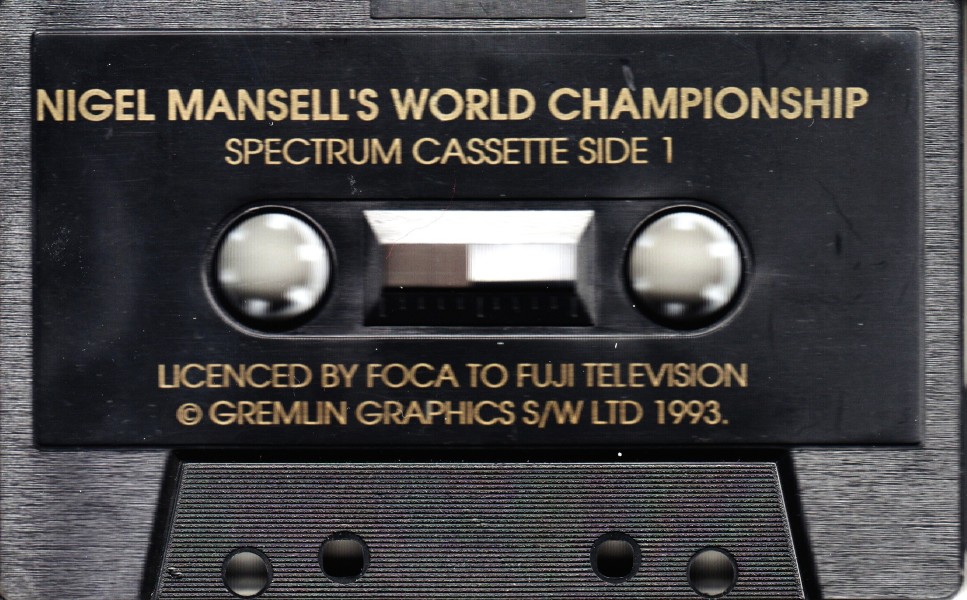 NIGEL MANSELL'S WORLD CHAMPIONSHIP
SPECTRUM CASSETTE SIDE 1
LICENCED BY FOCA TO FUJI TELEVISION
© GREMLIN GRAPHICS S/W LTD 1993.